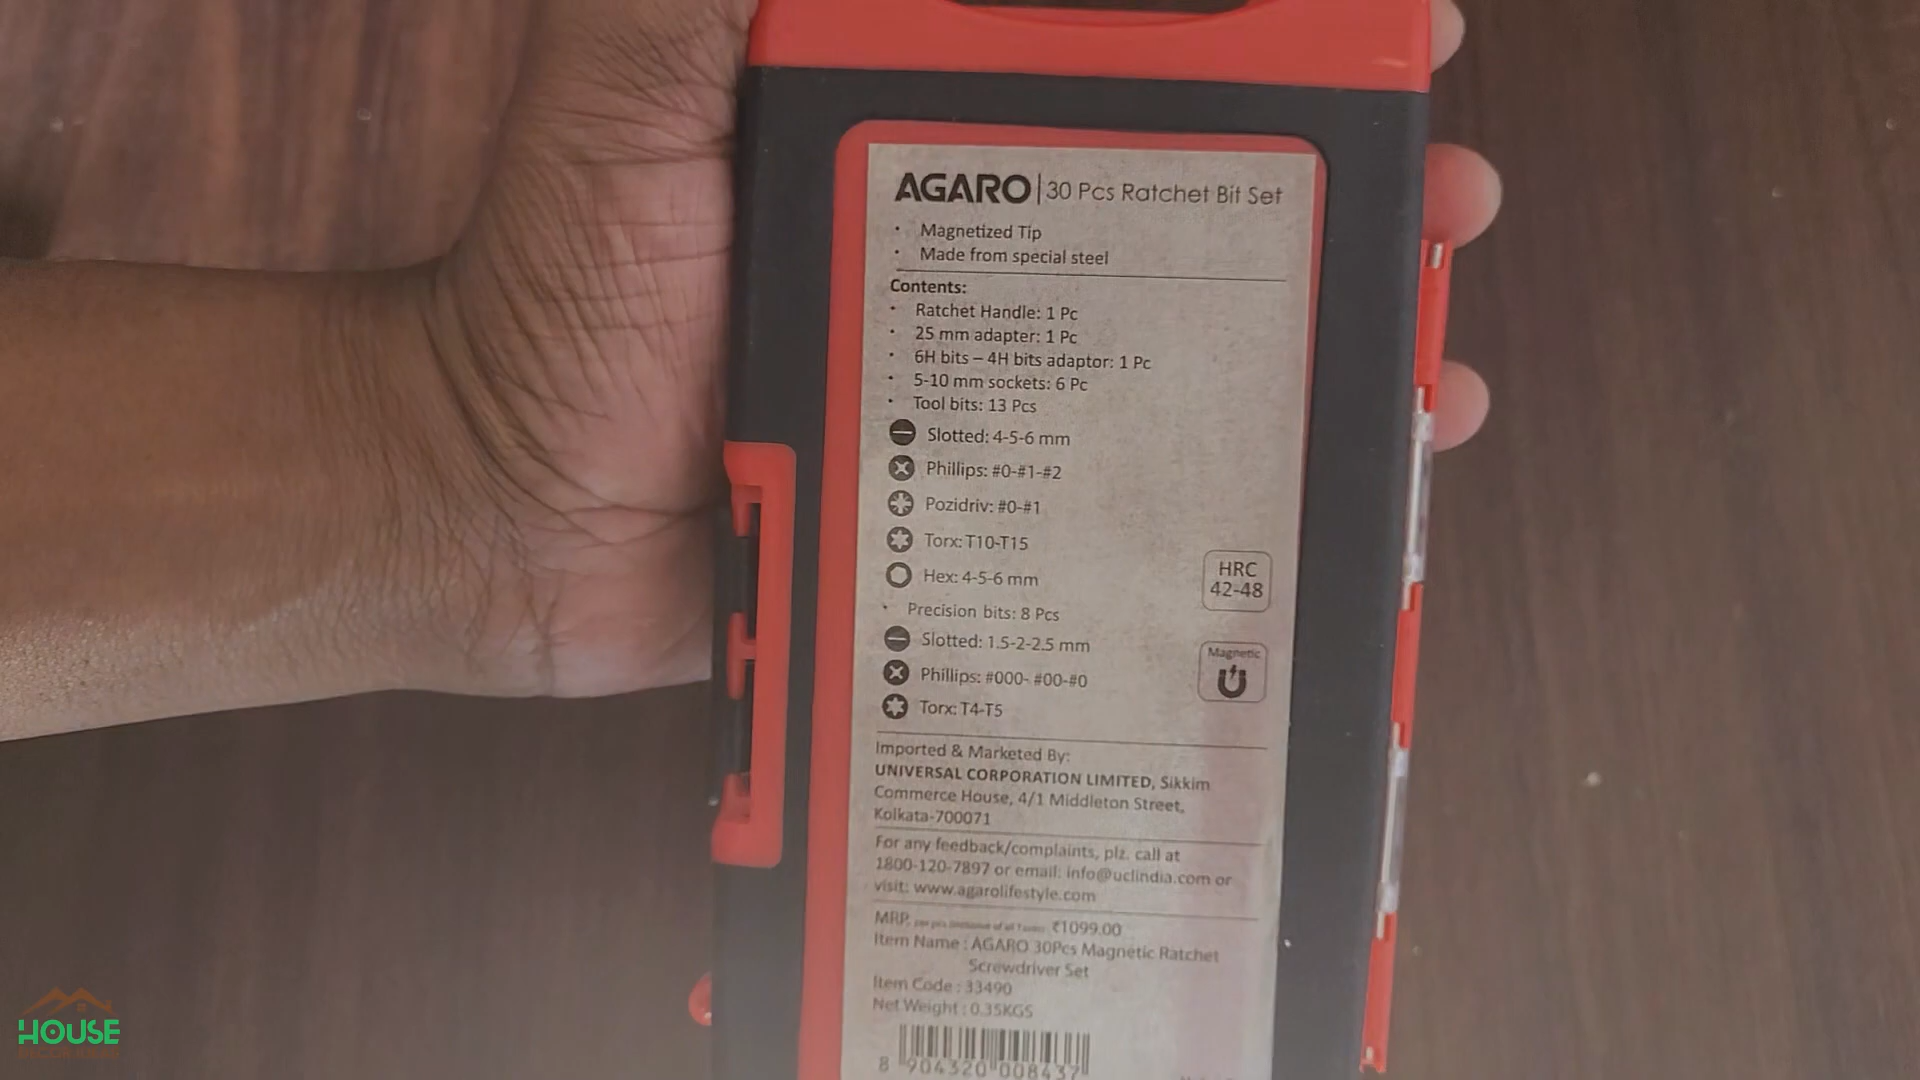 AGARO | 30 Pcs Ratchet Bit Set
• Magnetized Tip
• Made from special steel
Contents:
• Ratchet Handle: 1 Pc
• 25 mm adapter: 1 Pc
• 6H bits – 4H bits adaptor: 1 Pc
• 5-10 mm sockets: 6 Pc
• Tool bits: 13 Pcs
Slotted: 4-5-6 mm
Phillips: #0-#1-#2
Pozidriv: #0-#1
Torx: T10-T15
Hex: 4-5-6 mm
HRC
42-48
• Precision bits: 8 Pcs
Slotted: 1.5-2-2.5 mm
Magnetic
Phillips: #000- #00-#0
Torx: T4-T5
Imported & Marketed By:
UNIVERSAL CORPORATION LIMITED, Sikkim
Commerce House, 4/1 Middleton Street,
Kolkata-700071
For any feedback/complaints, plz. call at
1800-120-7897 or email: info@uclindia.com or
visit: www.agarolifestyle.com
MRP. ₹1099.00
Item Name : AGARO 30Pcs Magnetic Ratchet
Screwdriver Set
Item Code : 33490
Net Weight : 0.35KGS
8 904320 008437
HOUSE